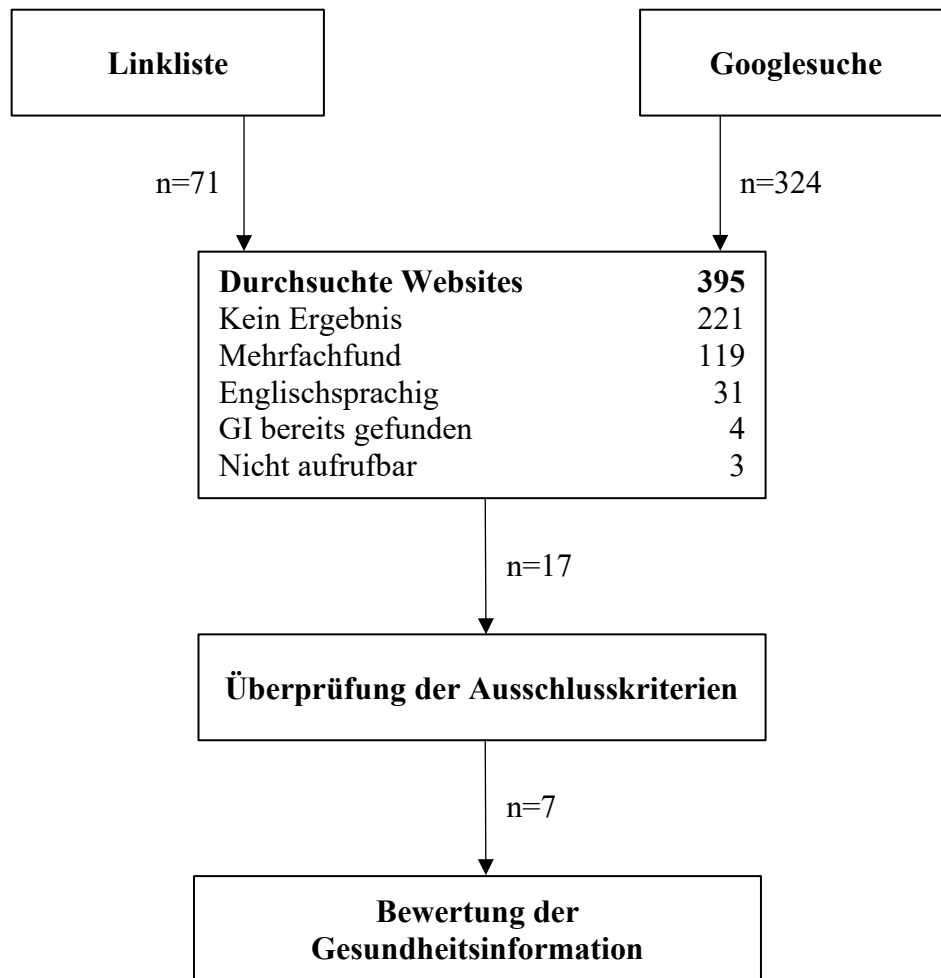 Linkliste
Googlesuche
n=71
n=324
Durchsuchte Websites 395
Kein Ergebnis 221
Mehrfachfund 119
Englischsprachig 31
GI bereits gefunden 4
Nicht aufrufbar 3
n=17
Überprüfung der Ausschlusskriterien
n=7
Bewertung der
Gesundheitsinformation